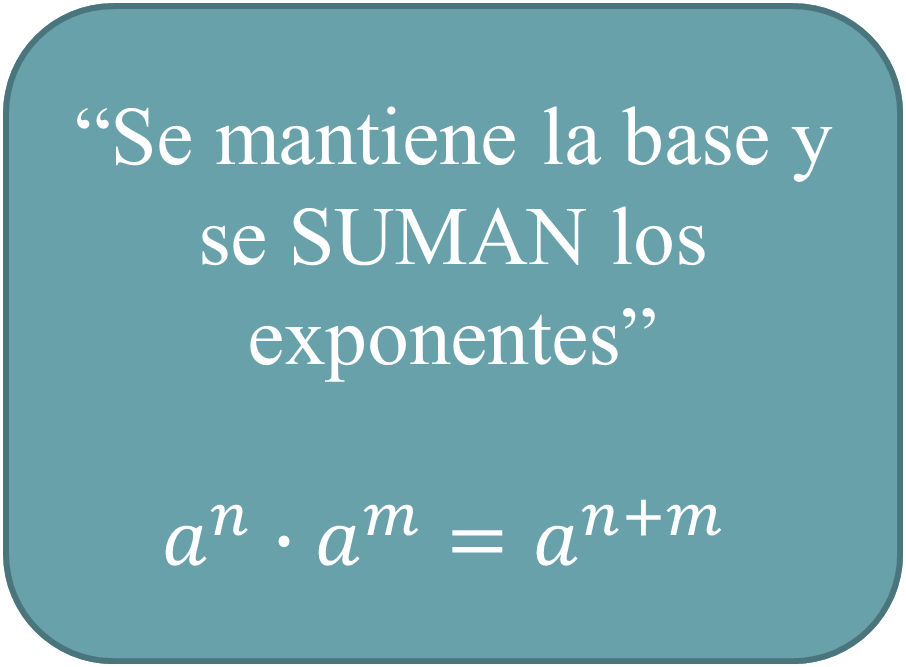 “Se mantiene la base y
se SUMAN los
exponentes”
aⁿ · aᵐ = aⁿ⁺ᵐ